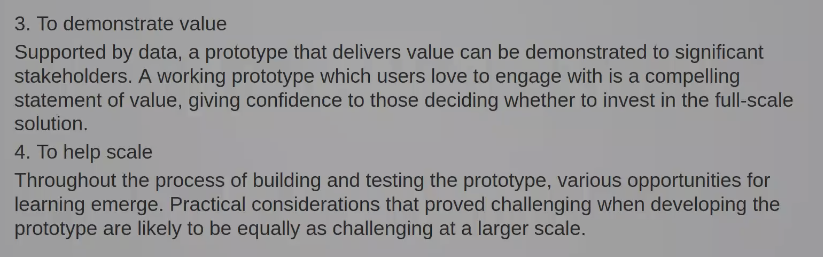 3. To demonstrate value
Supported by data, a prototype that delivers value can be demonstrated to significant
stakeholders. A working prototype which users love to engage with is a compelling
statement of value, giving confidence to those deciding whether to invest in the full-scale
solution.
4. To help scale
Throughout the process of building and testing the prototype, various opportunities for
learning emerge. Practical considerations that proved challenging when developing the
prototype are likely to be equally as challenging at a larger scale.